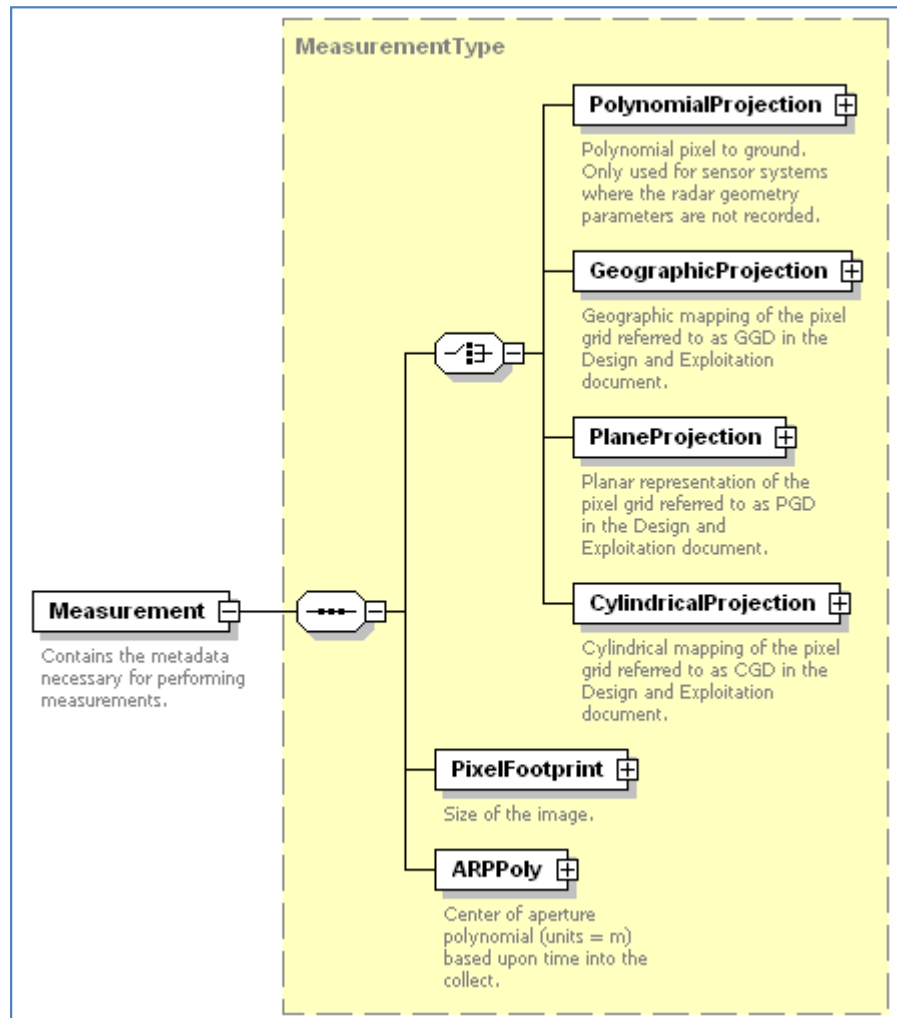 MeasurementType
PolynomialProjection
Polynomial pixel to ground.
Only used for sensor systems
where the radar geometry
parameters are not recorded.
GeographicProjection
Geographic mapping of the pixel
grid referred to as GGD in the
Design and Exploitation
document.
PlaneProjection
Planar representation of the
pixel grid referred to as PGD
in the Design and
Exploitation document.
Measurement
Contains the metadata
necessary for performing
measurements.
CylindricalProjection
Cylindrical mapping of the pixel
grid referred to as CGD in the
Design and Exploitation
document.
PixelFootprint
Size of the image.
ARPPoly
Center of aperture
polynomial (units = m)
based upon time into the
collect.